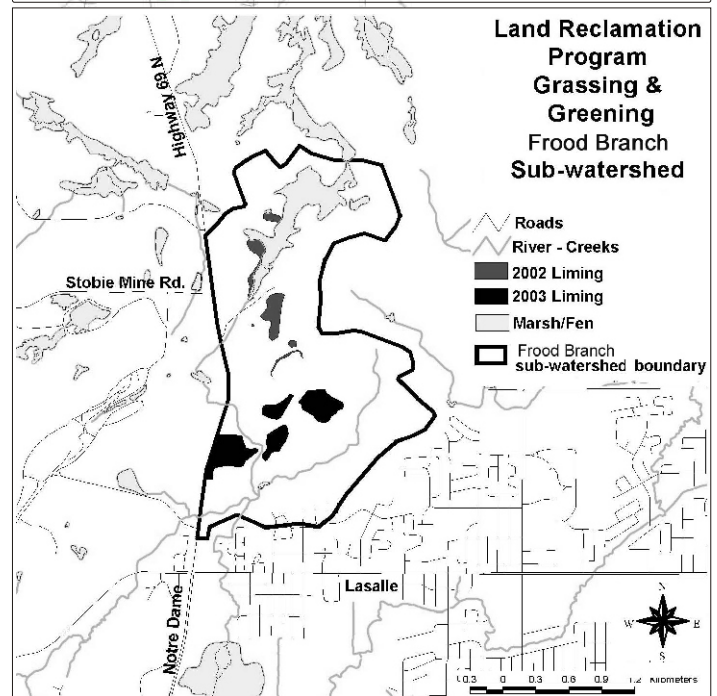 Land Reclamation
Program
Grassing &
Greening
Frood Branch
Sub-watershed
Highway 69 N
Roads
River - Creeks
2002 Liming
2003 Liming
Marsh/Fen
Frood Branch
sub-watershed boundary
Stobie Mine Rd.
Lasalle
Notre Dame
N
W E
S
0.3 0 0.3 0.6 0.9 1.2 Kilometers